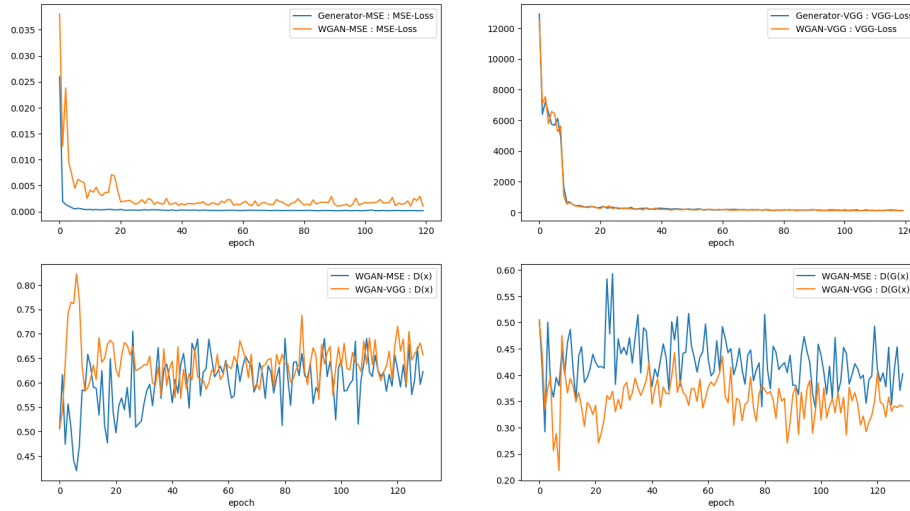 Generator-MSE : MSE-Loss
WGAN-MSE : MSE-Loss
0.035
0.030
0.025
0.020
0.015
0.010
0.005
0.000
0 20 40 60 80 100 120
epoch
Generator-VGG : VGG-Loss
WGAN-VGG : VGG-Loss
12000
10000
8000
6000
4000
2000
0
0 20 40 60 80 100 120
epoch
WGAN-MSE : D(x)
WGAN-VGG : D(x)
0.80
0.75
0.70
0.65
0.60
0.55
0.50
0.45
0 20 40 60 80 100 120
epoch
WGAN-MSE : D(G(x))
WGAN-VGG : D(G(x))
0.60
0.55
0.50
0.45
0.40
0.35
0.30
0.25
0.20
0 20 40 60 80 100 120
epoch